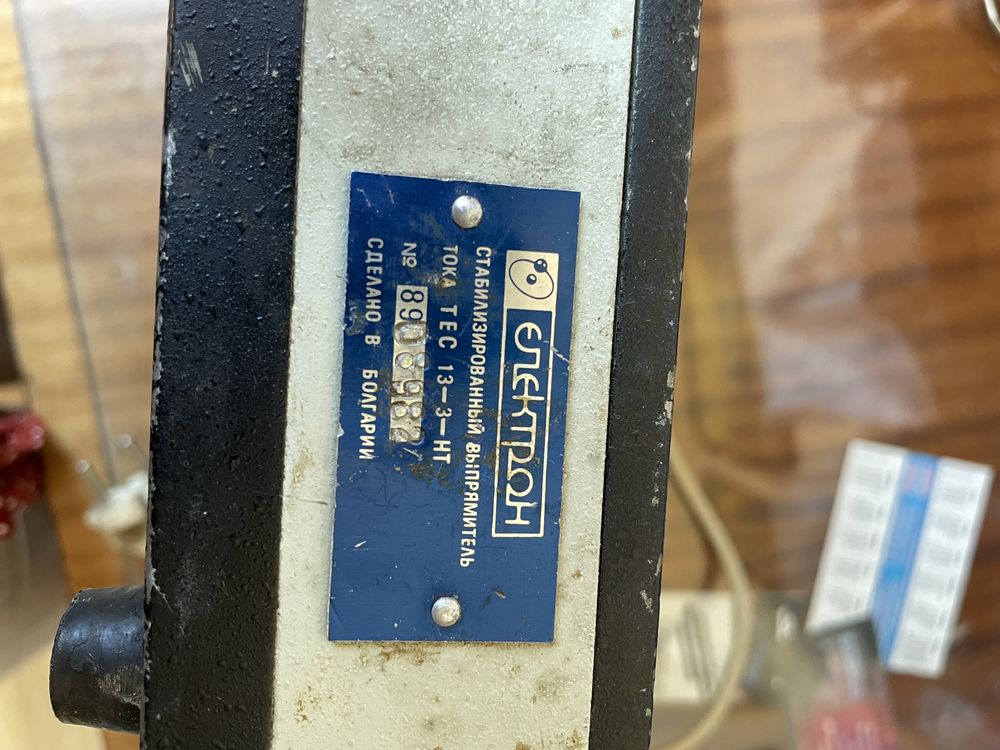 ЕЛЕКТРОН
СТАБИЛИЗИРОВАННЫЙ ВЫПРЯМИТЕЛЬ
ТОКА ТЕС 13-3-НТ
№ 8908982
СДЕЛАНО В БОЛГАРИИ